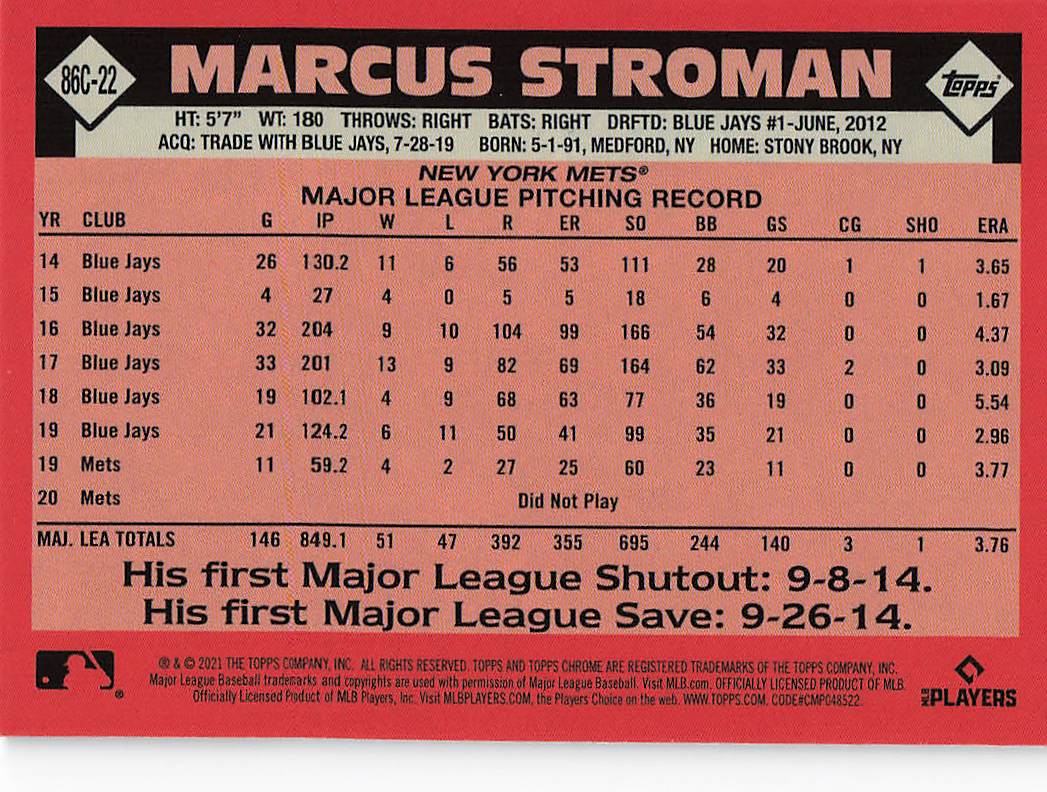 86C-22
MARCUS STROMAN
Topps®
HT: 5'7" WT: 180 THROWS: RIGHT BATS: RIGHT DRFTD: BLUE JAYS #1-JUNE, 2012
ACQ: TRADE WITH BLUE JAYS, 7-28-19 BORN: 5-1-91, MEDFORD, NY HOME: STONY BROOK, NY
NEW YORK METS®
MAJOR LEAGUE PITCHING RECORD
YR CLUB G IP W L R ER SO BB GS CG SHO ERA
14 Blue Jays 26 130.2 11 6 56 53 111 28 20 1 1 3.65
15 Blue Jays 4 27 4 0 5 5 18 6 4 0 0 1.67
16 Blue Jays 32 204 9 10 104 99 166 54 32 0 0 4.37
17 Blue Jays 33 201 13 9 82 69 164 62 33 2 0 3.09
18 Blue Jays 19 102.1 4 9 68 63 77 36 19 0 0 5.54
19 Blue Jays 21 124.2 6 11 50 41 99 35 21 0 0 2.96
19 Mets 11 59.2 4 2 27 25 60 23 11 0 0 3.77
20 Mets Did Not Play
MAJ. LEA TOTALS 146 849.1 51 47 392 355 695 244 140 3 1 3.76
His first Major League Shutout: 9-8-14.
His first Major League Save: 9-26-14.
® & © 2021 THE TOPPS COMPANY, INC. ALL RIGHTS RESERVED. TOPPS AND TOPPS CHROME ARE REGISTERED TRADEMARKS OF THE TOPPS COMPANY, INC.
Major League Baseball trademarks and copyrights are used with permission of Major League Baseball. Visit MLB.com. OFFICIALLY LICENSED PRODUCT OF MLB
Officially Licensed Product of MLB Players, Inc. Visit MLBPLAYERS.COM, the Players Choice on the web. WWW.TOPPS.COM. CODE#CMP048522.
MLB PLAYERS